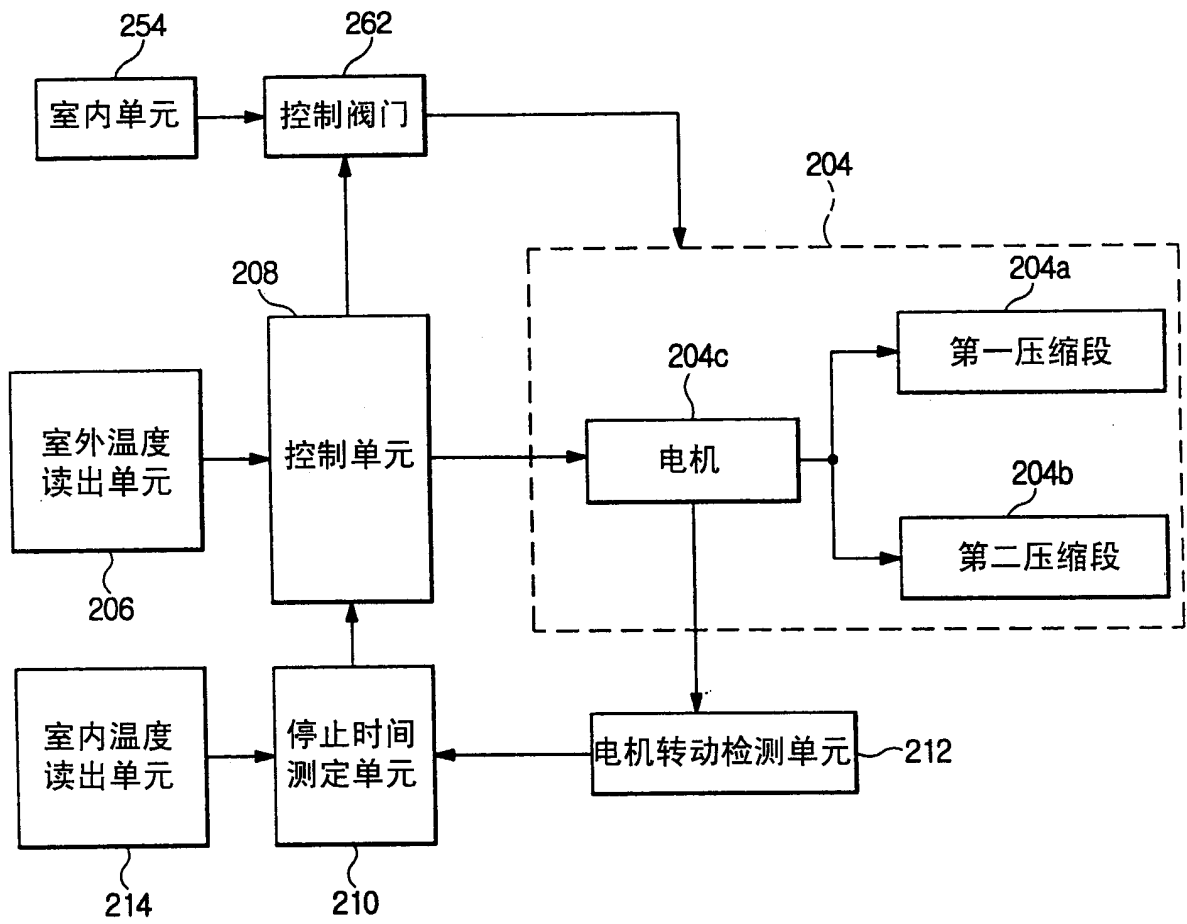 254
262
室内单元
控制阀门
204
208
204a
第一压缩段
204c
室外温度
读出单元
控制单元
电机
204b
第二压缩段
206
室内温度
读出单元
停止时间
测定单元
电机转动检测单元
212
214
210